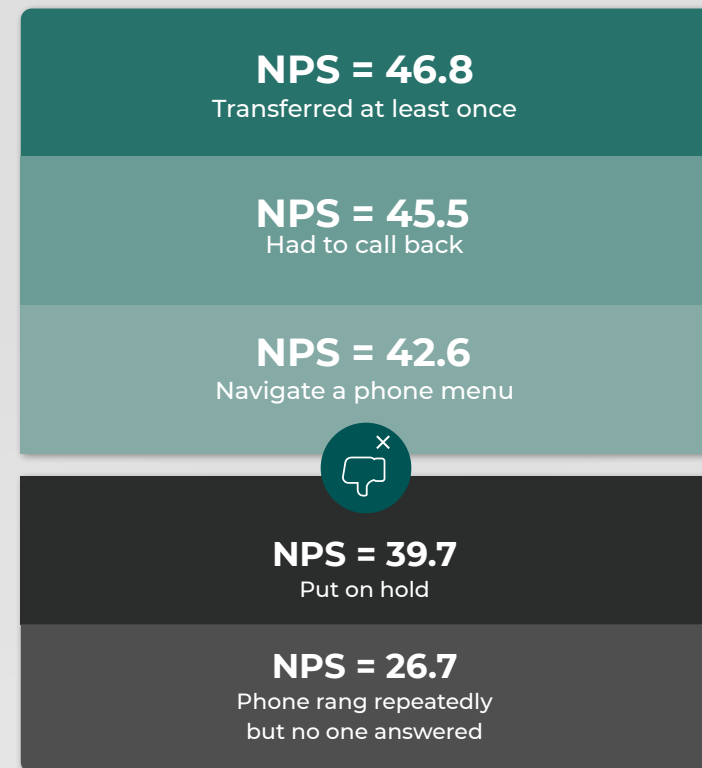 NPS = 46.8
Transferred at least once
NPS = 45.5
Had to call back
NPS = 42.6
Navigate a phone menu
NPS = 39.7
Put on hold
NPS = 26.7
Phone rang repeatedly
but no one answered